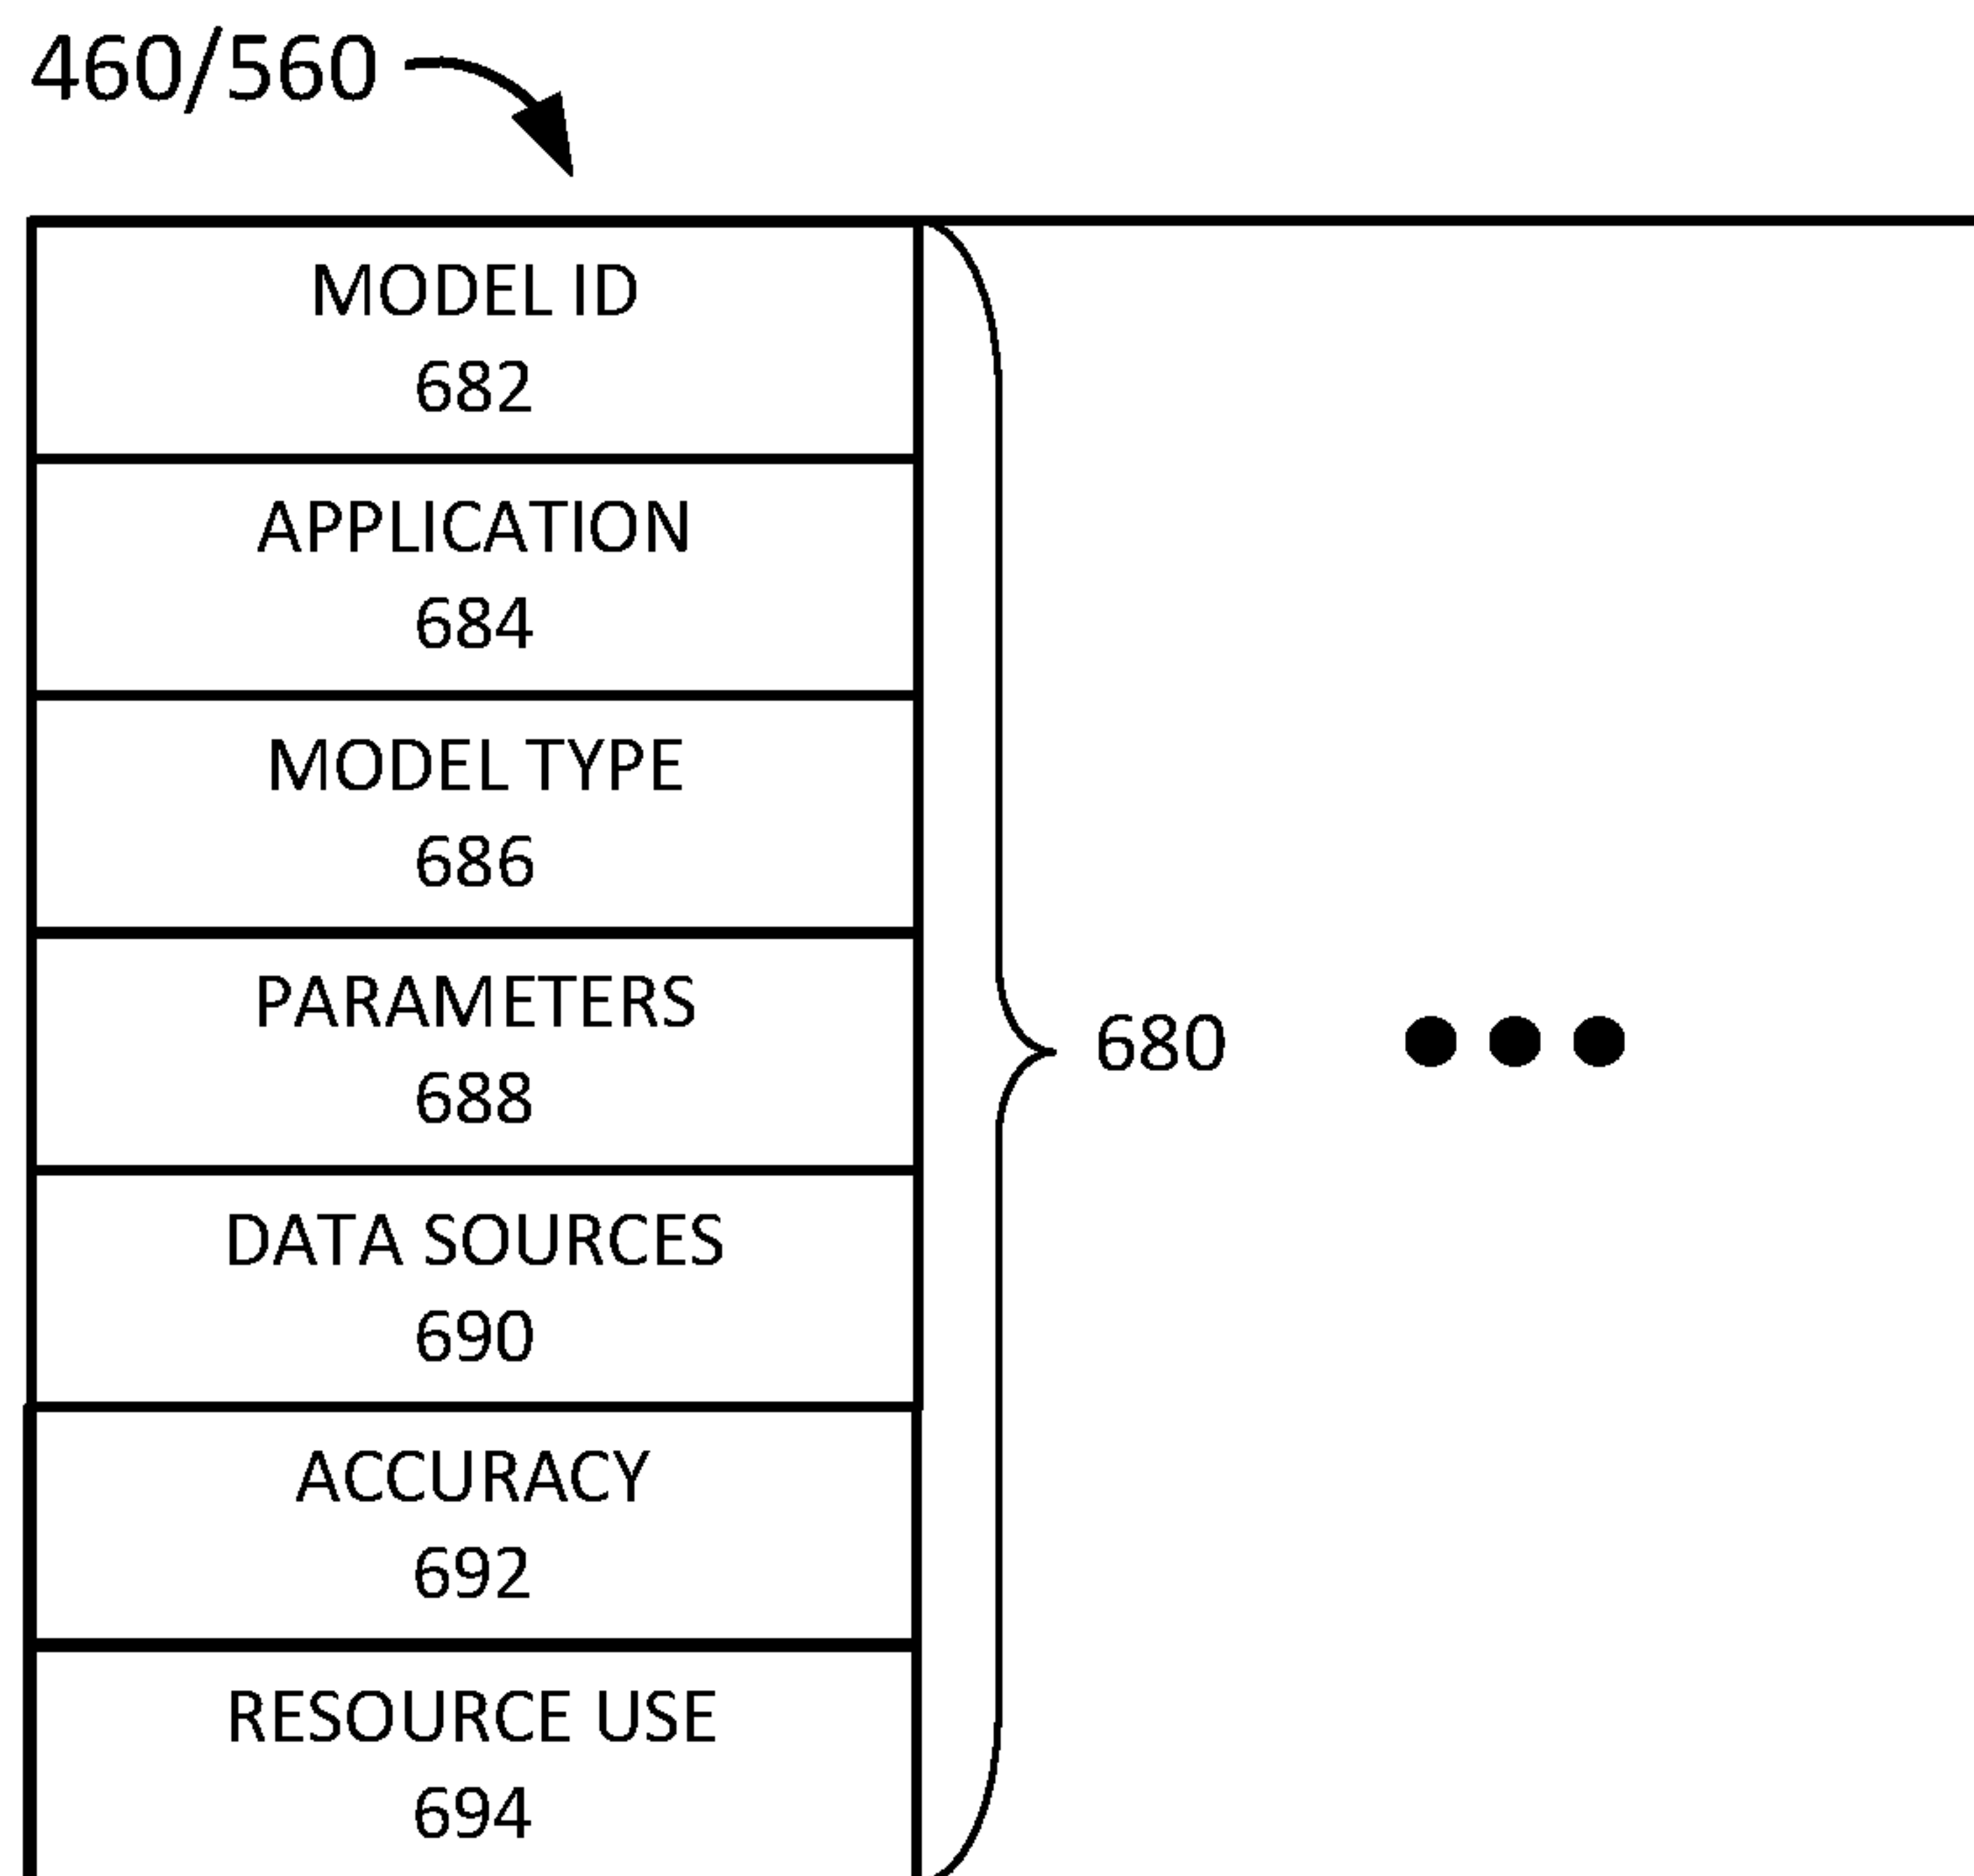 460/560
MODEL ID
682
APPLICATION
684
MODEL TYPE
686
PARAMETERS
688
680
DATA SOURCES
690
ACCURACY
692
RESOURCE USE
694